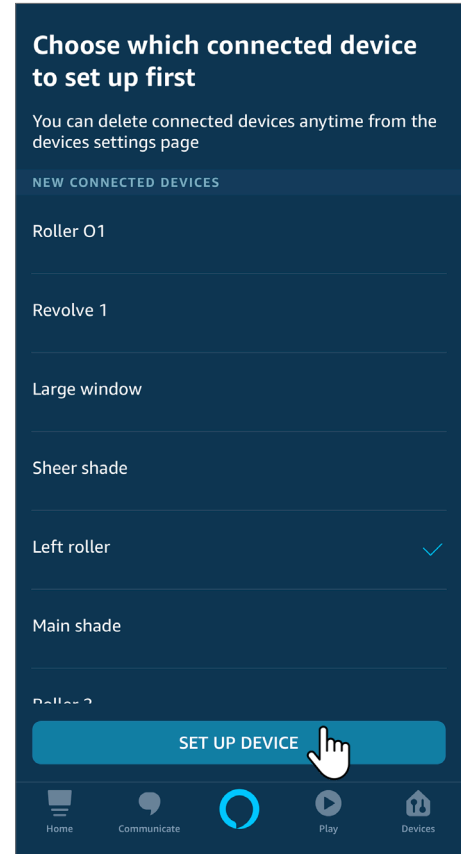 Choose which connected device
to set up first
You can delete connected devices anytime from the
devices settings page
NEW CONNECTED DEVICES
Roller O1
Revolve 1
Large window
Sheer shade
Left roller
Main shade
Roller 2
SET UP DEVICE
Home Communicate Play Devices